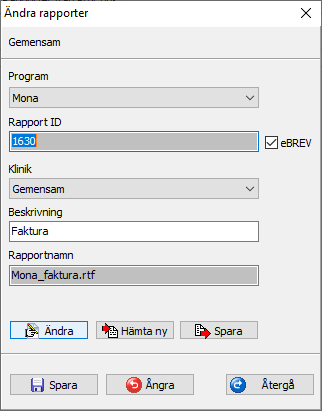 Ändra rapporter
Gemensam
Program
Mona
Rapport ID
1630
eBREV
Klinik
Gemensam
Beskrivning
Faktura
Rapportnamn
Mona_faktura.rtf
Ändra Hämta ny Spara
Spara Ångra Återgå